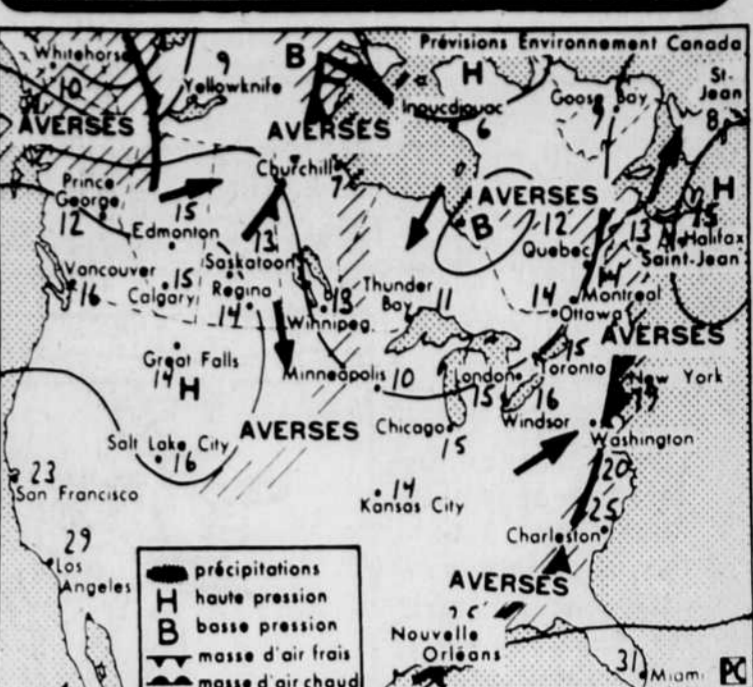 Prévisions Environnement Canada
Whitehorse
10
9
Yellowknife
B
H
Inoucdjouac
6
Goose Bay
9
St-
Jean
8
AVERSES
AVERSES
Churchill
7
AVERSES
H
Prince
George
12
15
Edmonton
12
B
15
Halifax
13
Saint-Jean
Quebec
13
Saskatoon
Vancouver
16
15
Calgary
Regina
14
13
Winnipeg
Thunder
Bay
11
14
Montreal
14
Ottawa
AVERSES
15
Toronto
Great Falls
14
H
Minneapolis
10
London
15
16
Windsor
New York
19
Salt Lake City
16
AVERSES
Chicago
15
Washington
20
23
San Francisco
14
Kansas City
25
Charleston
29
Los
Angeles
AVERSES
Nouvelle
Orléans
31
Miami
PC
précipitations
H haute pression
B basse pression
masse d'air frais
masse d'air chaud